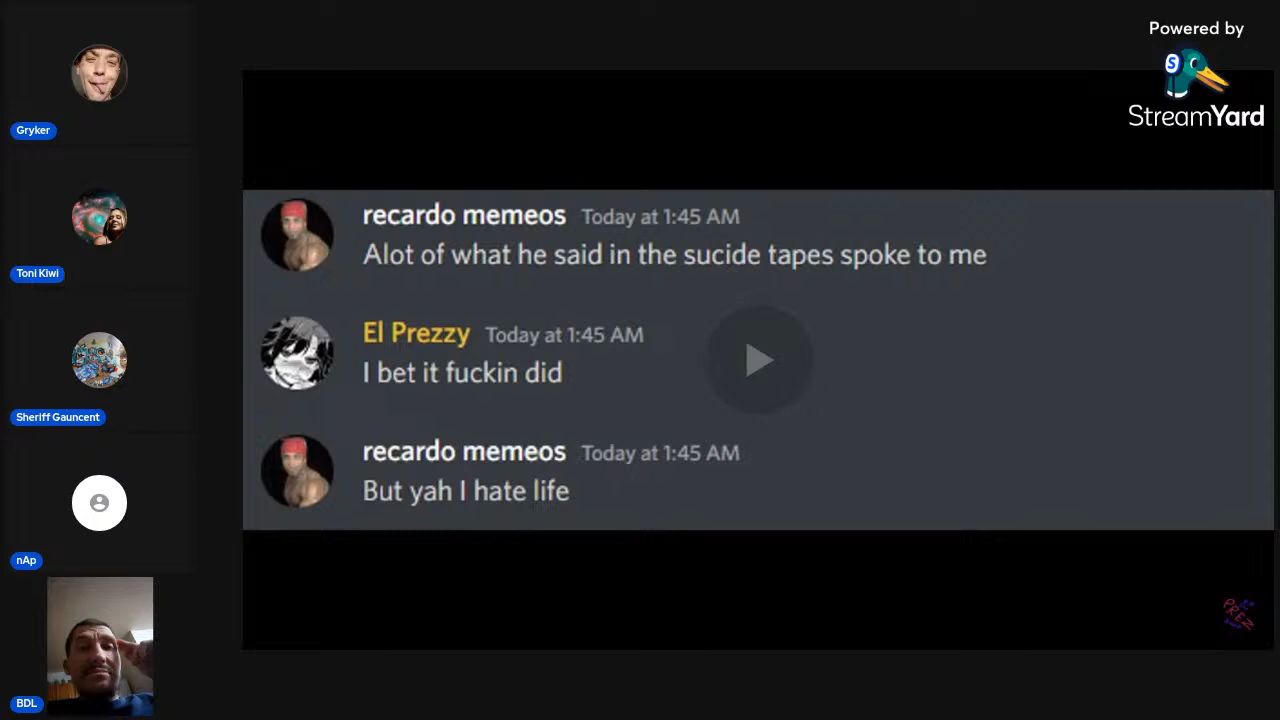 Powered by
S
StreamYard
Gryker
Toni Kiwi
Sheriff Gauncent
nAp
BDL
recardo memeos Today at 1:45 AM
Alot of what he said in the sucide tapes spoke to me
El Prezzy Today at 1:45 AM
I bet it fuckin did
recardo memeos Today at 1:45 AM
But yah I hate life
PREZ